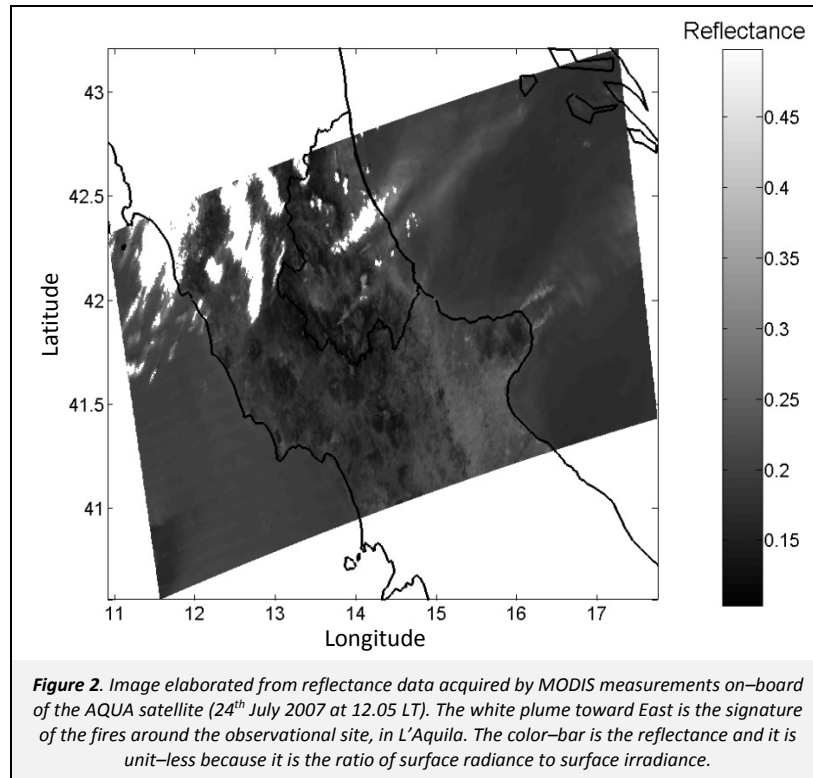 Reflectance
43
42.5
42
41.5
41
Latitude
11 12 13 14 15 16 17
Longitude
0.45
0.4
0.35
0.3
0.25
0.2
0.15
Figure 2. Image elaborated from reflectance data acquired by MODIS measurements on–board
of the AQUA satellite (24th July 2007 at 12.05 LT). The white plume toward East is the signature
of the fires around the observational site, in L’Aquila. The color–bar is the reflectance and it is
unit–less because it is the ratio of surface radiance to surface irradiance.